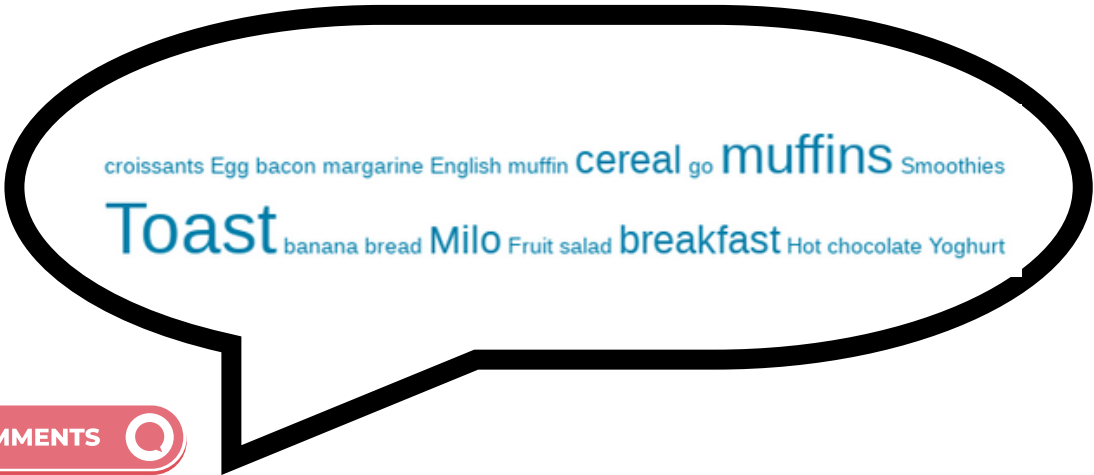 croissants Egg bacon margarine English muffin cereal go muffins Smoothies
Toast banana bread Milo Fruit salad breakfast Hot chocolate Yoghurt
MMENTS